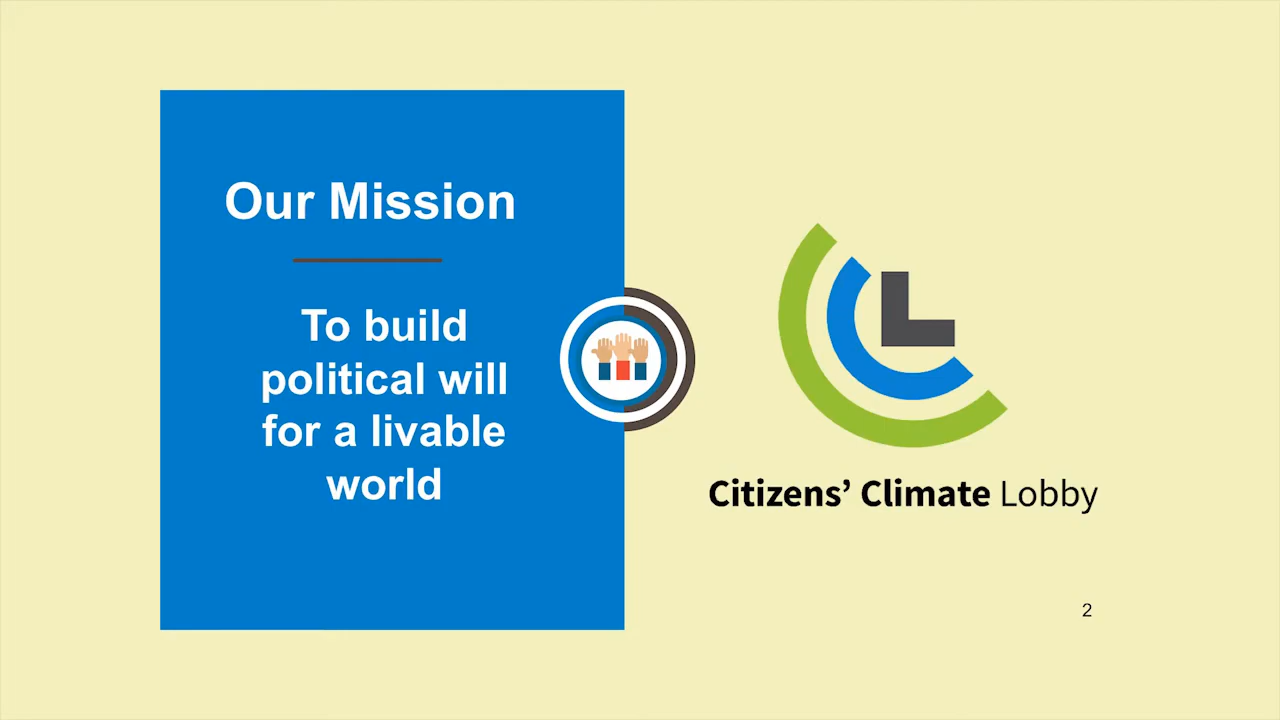 Our Mission
To build
political will
for a livable
world
Citizens’ Climate Lobby
2